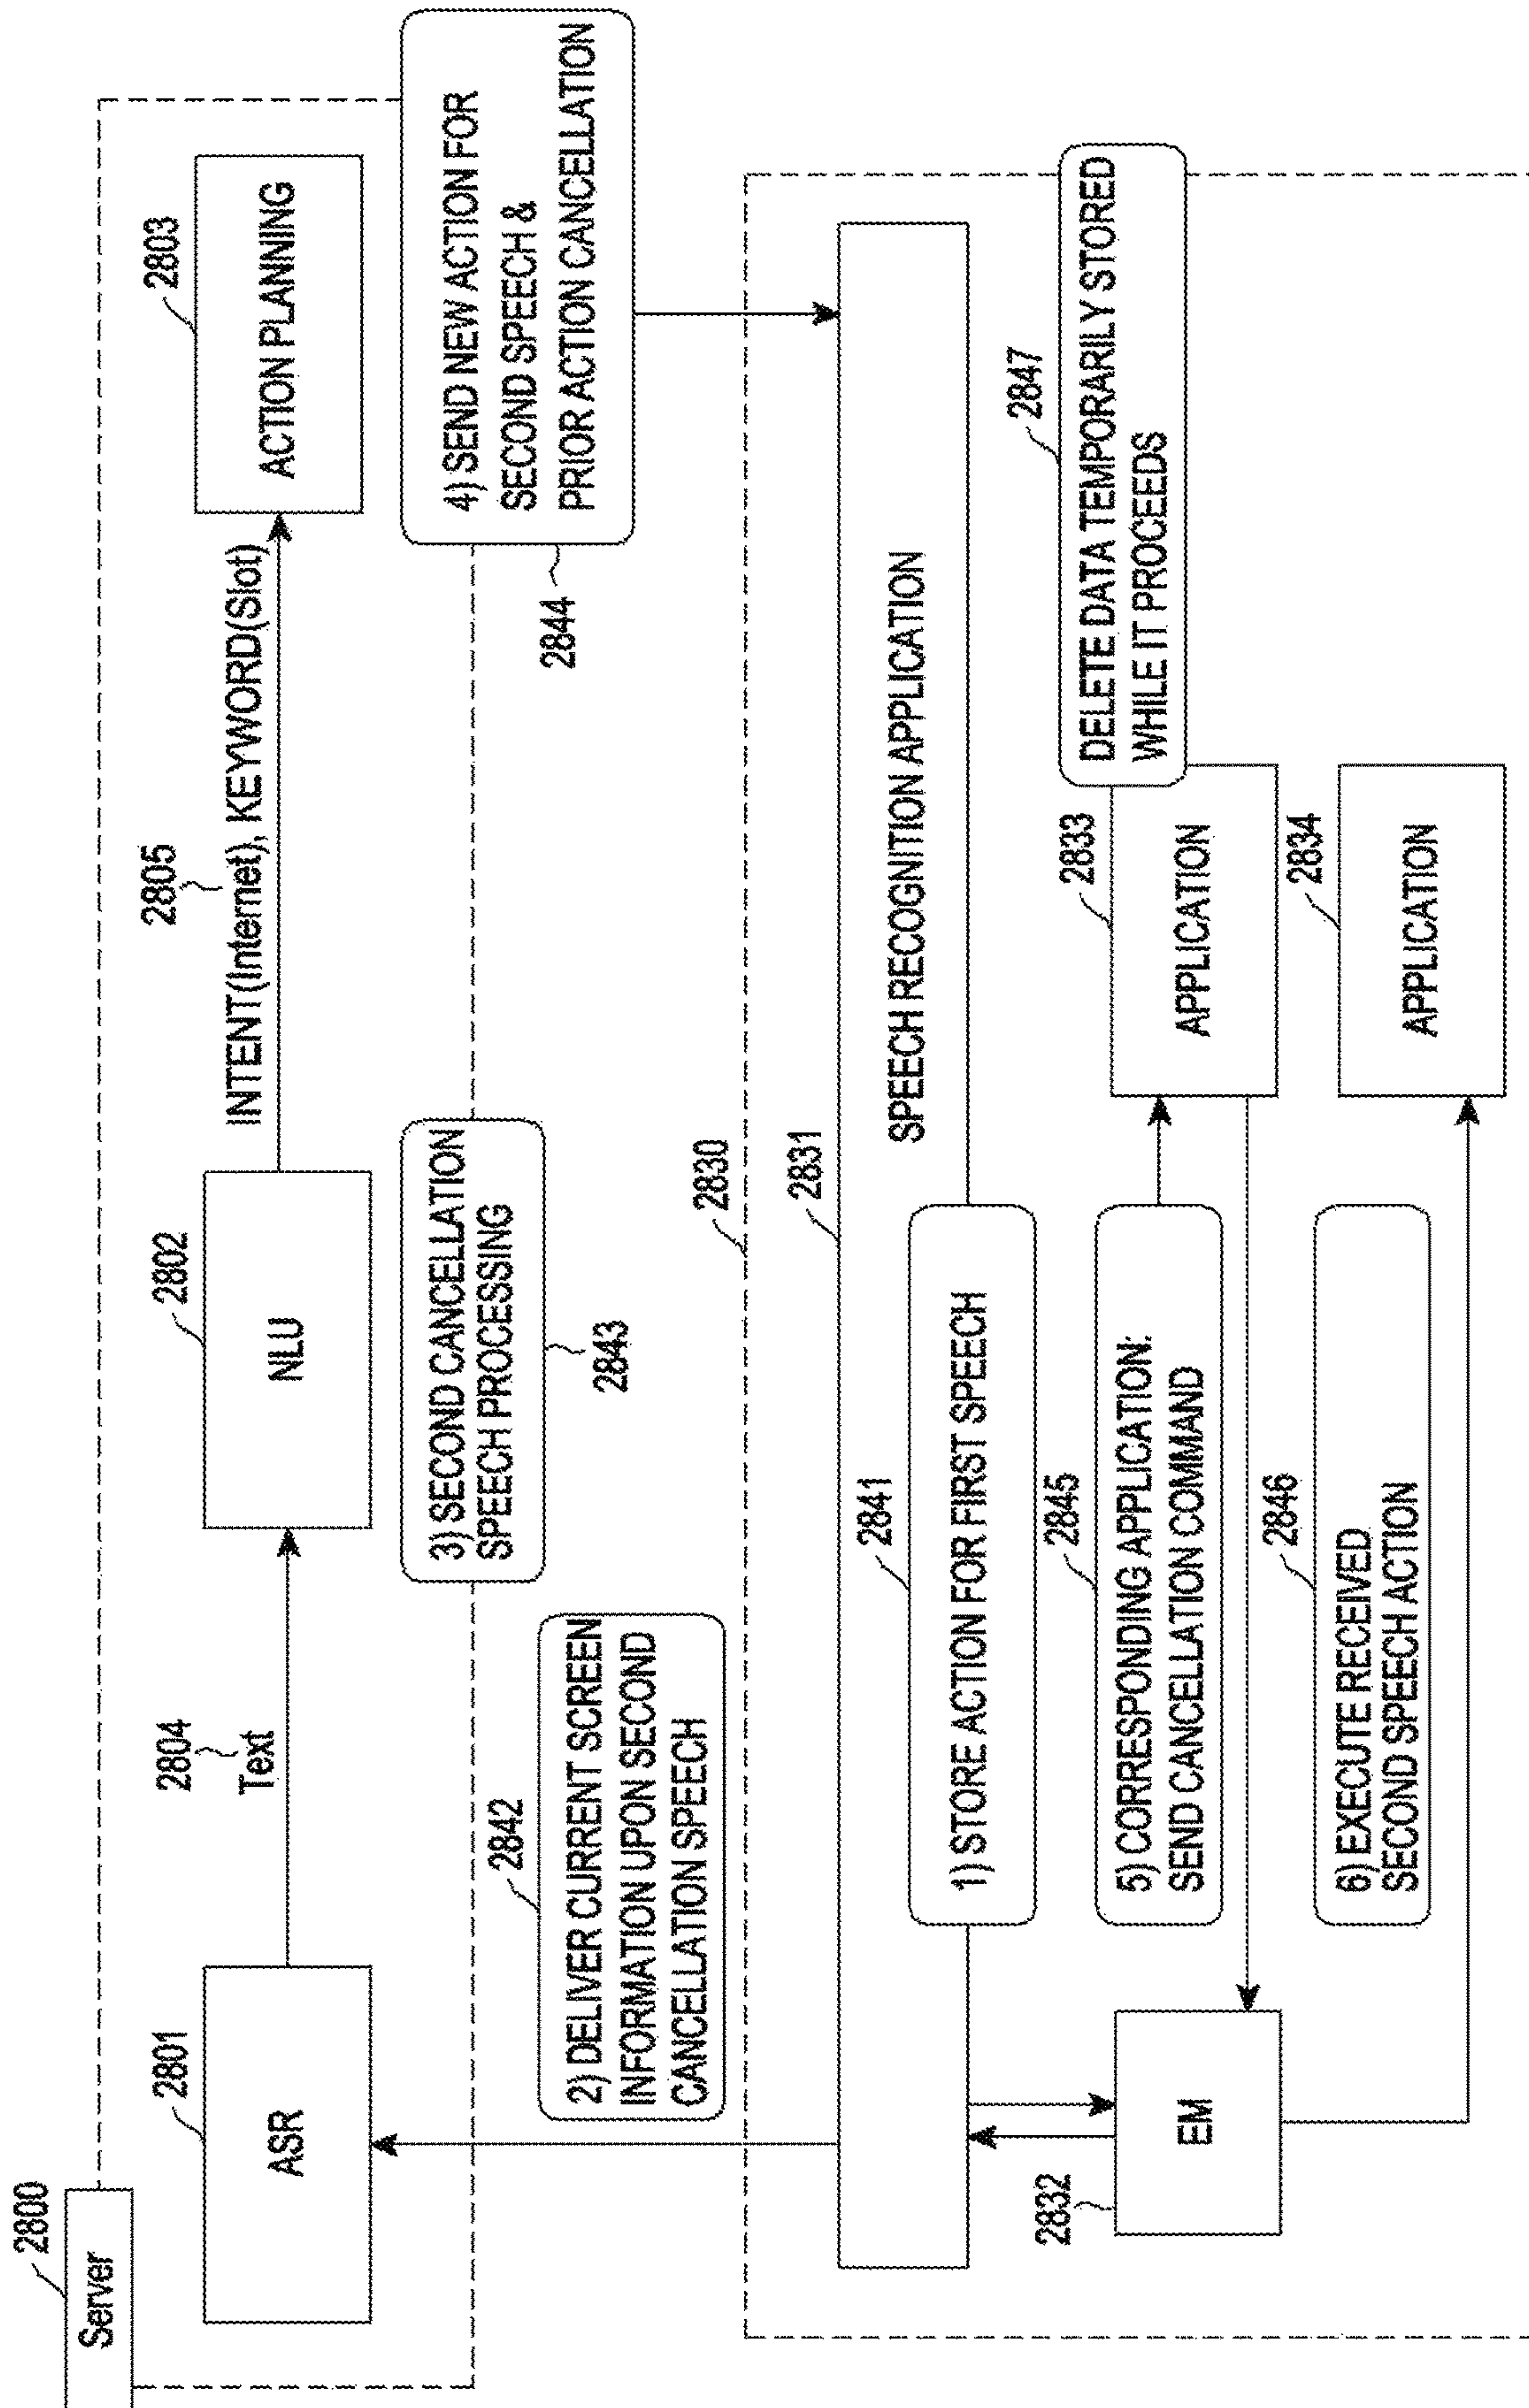 2800
Server
2801
ASR
2804
Text
2802
NLU
2805
INTENT(Internet), KEYWORD(Slot)
2803
ACTION PLANNING
2842
2) DELIVER CURRENT SCREEN
INFORMATION UPON SECOND
CANCELLATION SPEECH
3) SECOND CANCELLATION
SPEECH PROCESSING
2843
4) SEND NEW ACTION FOR
SECOND SPEECH &
PRIOR ACTION CANCELLATION
2844
2830
2831
SPEECH RECOGNITION APPLICATION
2841
1) STORE ACTION FOR FIRST SPEECH
2832
EM
2845
5) CORRESPONDING APPLICATION:
SEND CANCELLATION COMMAND
2833
APPLICATION
2847
DELETE DATA TEMPORARILY STORED
WHILE IT PROCEEDS
2846
6) EXECUTE RECEIVED
SECOND SPEECH ACTION
2834
APPLICATION